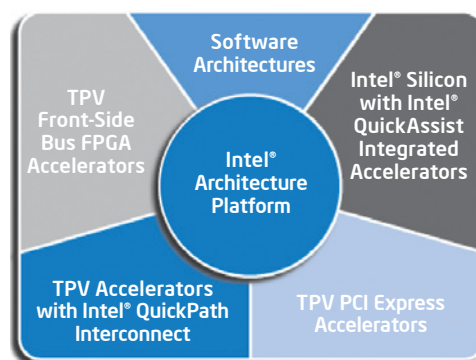 Software
Architectures
TPV
Front-Side
Bus FPGA
Accelerators
Intel® Silicon
with Intel®
QuickAssist
Integrated
Accelerators
Intel®
Architecture
Platform
TPV Accelerators
with Intel® QuickPath
Interconnect
TPV PCI Express
Accelerators